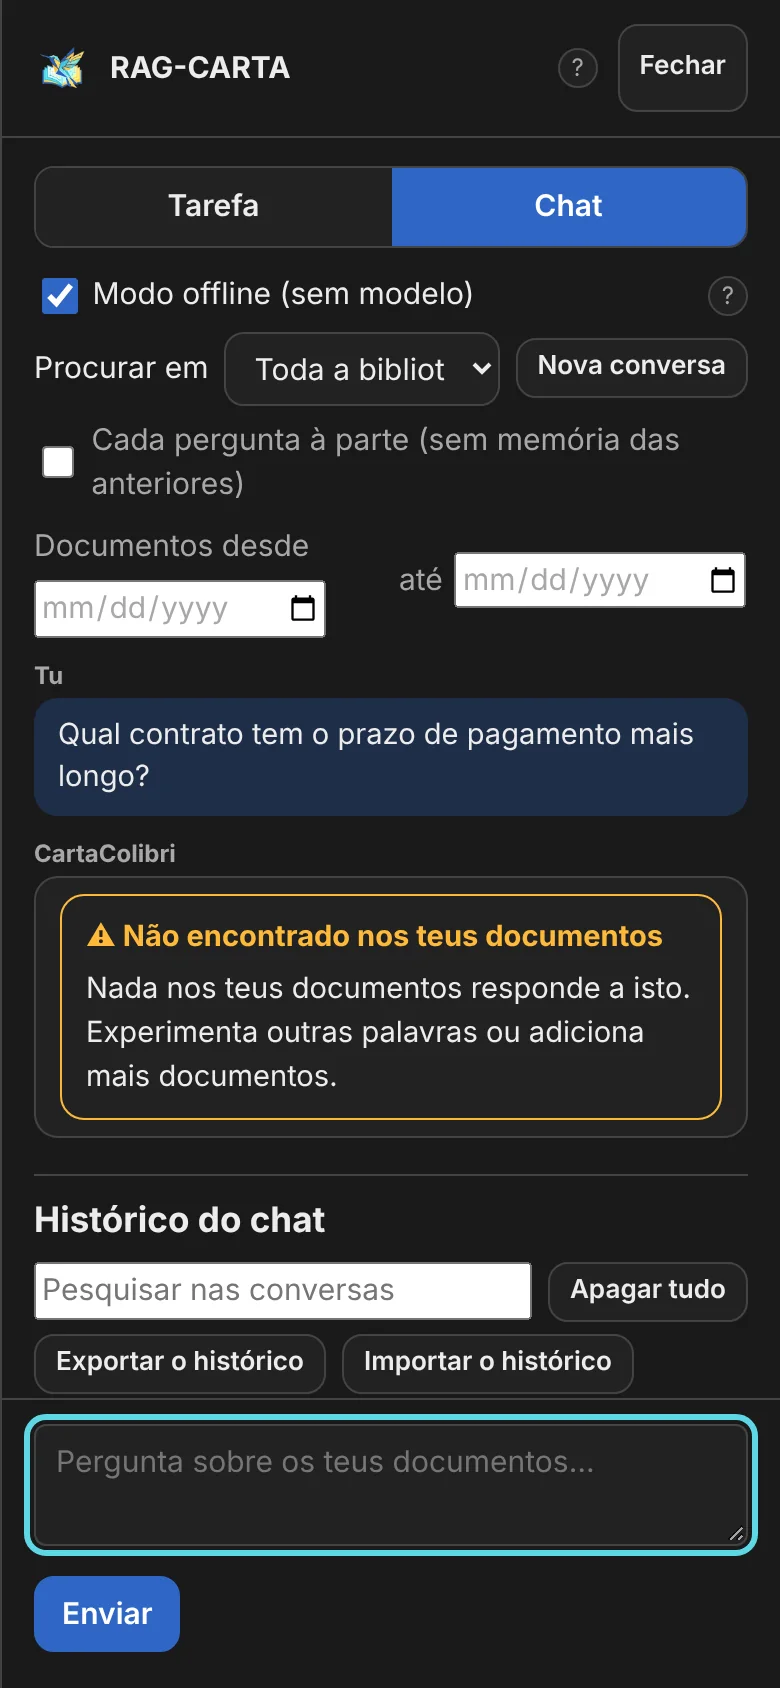 RAG-CARTA
?
Fechar
Tarefa
Chat
Modo offline (sem modelo)
?
Procurar em
Toda a bibliot
Nova conversa
Cada pergunta à parte (sem memória das
anteriores)
Documentos desde
mm/dd/yyyy
até
mm/dd/yyyy
Tu
Qual contrato tem o prazo de pagamento mais
longo?
CartaColibri
⚠ Não encontrado nos teus documentos
Nada nos teus documentos responde a isto.
Experimenta outras palavras ou adiciona
mais documentos.
Histórico do chat
Pesquisar nas conversas
Apagar tudo
Exportar o histórico
Importar o histórico
Pergunta sobre os teus documentos...
Enviar